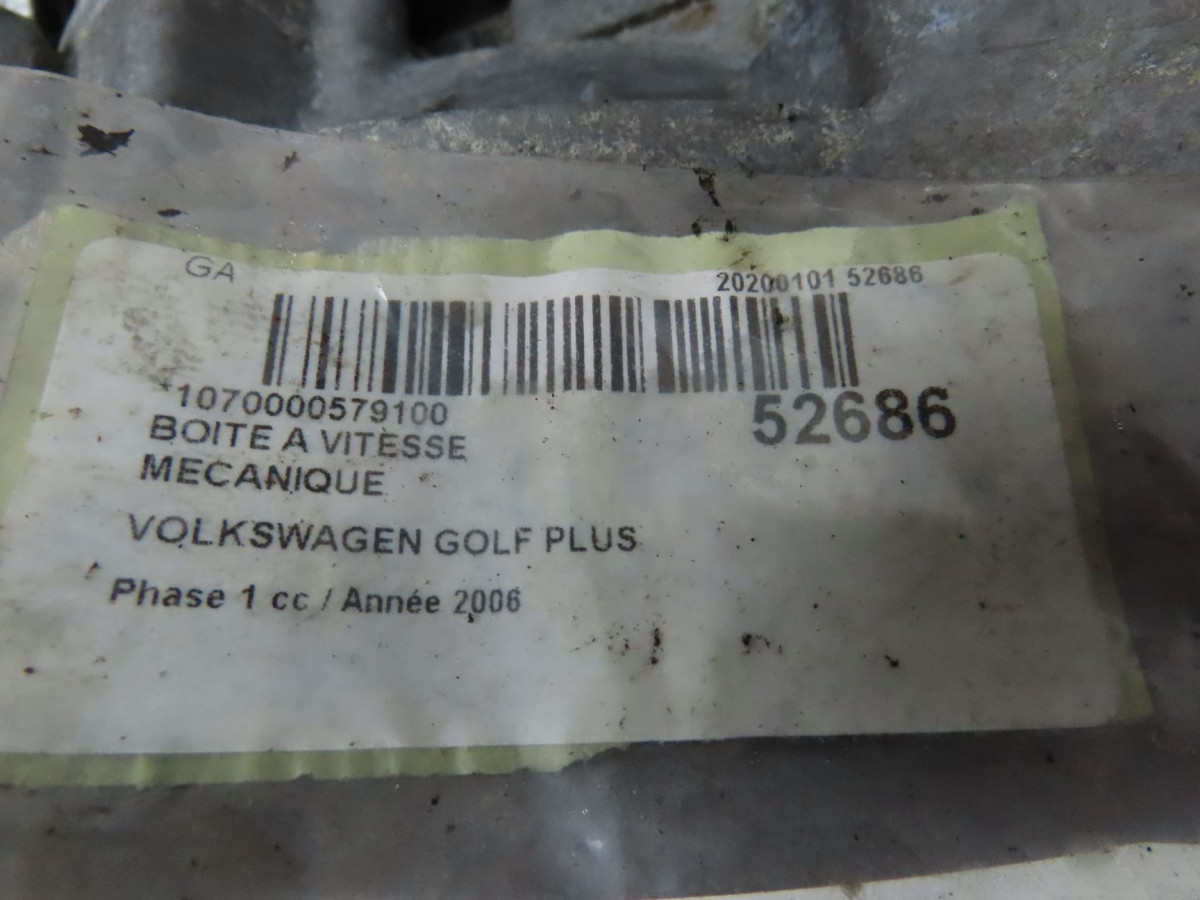 GA
20200101 52686
1070000579100
52686
BOITE A VITESSE
MECANIQUE
VOLKSWAGEN GOLF PLUS
Phase 1 cc / Année 2006